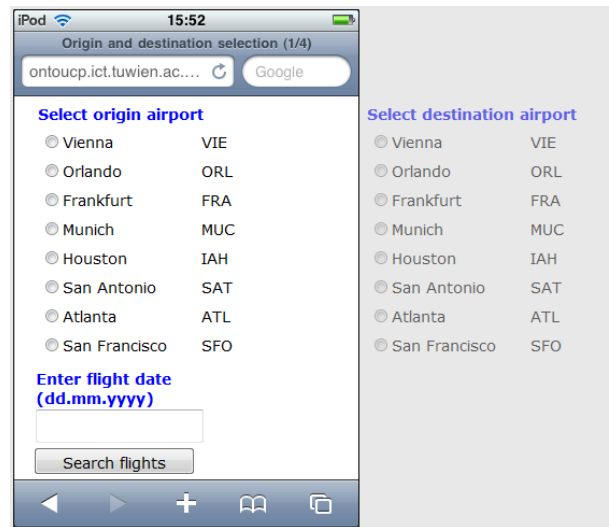 iPod 15:52
Origin and destination selection (1/4)
ontoucp.ict.tuwien.ac.... Google
Select origin airport
Vienna VIE
Orlando ORL
Frankfurt FRA
Munich MUC
Houston IAH
San Antonio SAT
Atlanta ATL
San Francisco SFO
Enter flight date
(dd.mm.yyyy)
Search flights
Select destination airport
Vienna VIE
Orlando ORL
Frankfurt FRA
Munich MUC
Houston IAH
San Antonio SAT
Atlanta ATL
San Francisco SFO